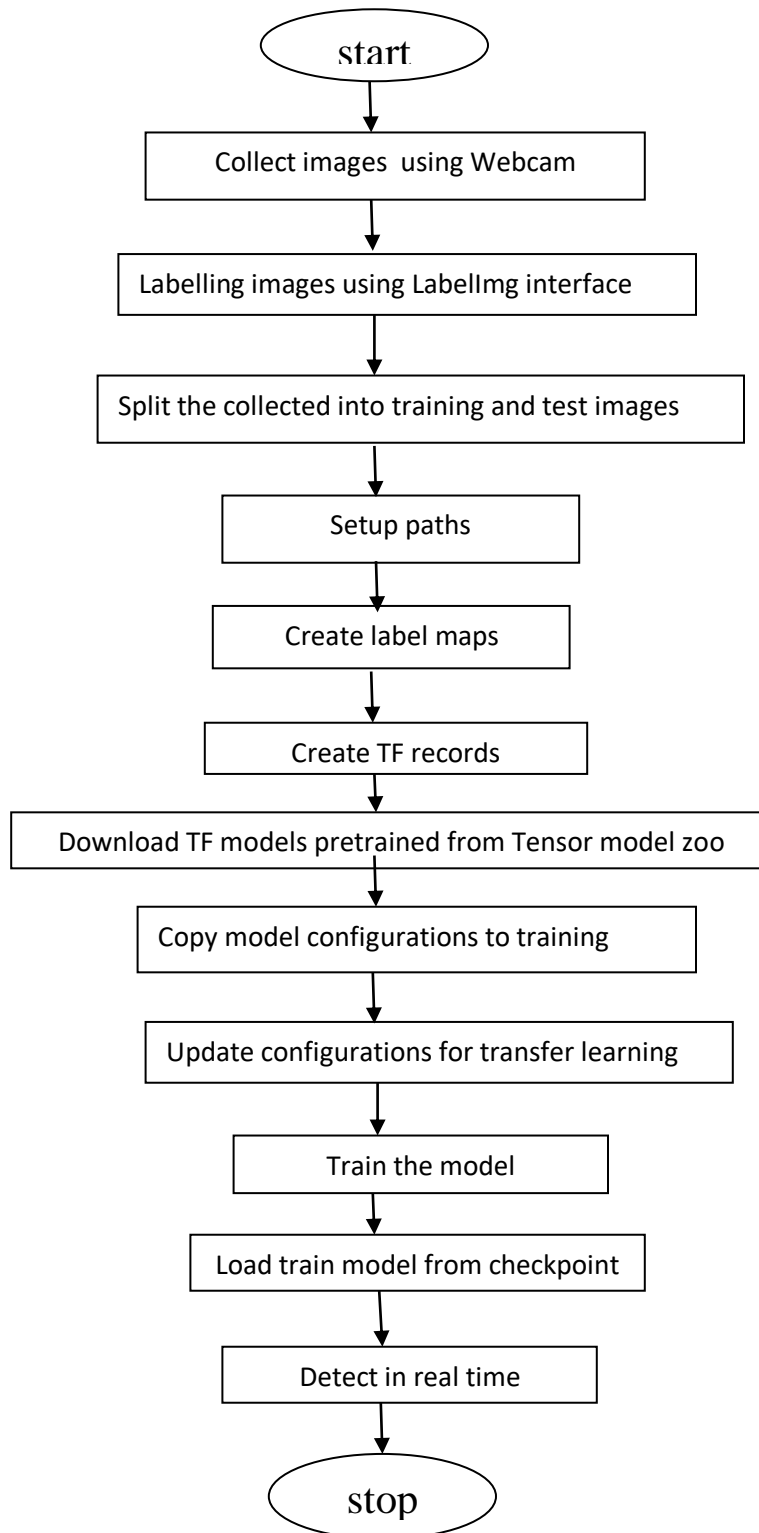 start
Collect images using Webcam
Labelling images using LabelImg interface
Split the collected into training and test images
Setup paths
Create label maps
Create TF records
Download TF models pretrained from Tensor model zoo
Copy model configurations to training
Update configurations for transfer learning
Train the model
Load train model from checkpoint
Detect in real time
stop